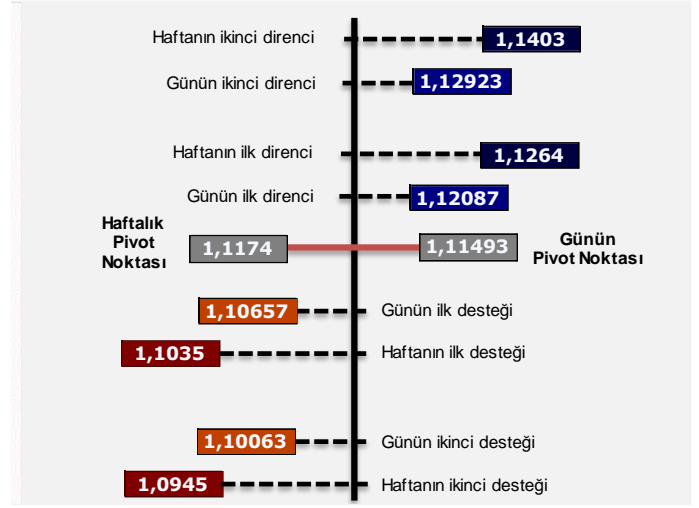 Haftanın ikinci direnci 1,1403
Günün ikinci direnci 1,12923
Haftanın ilk direnci 1,1264
Günün ilk direnci 1,12087
Haftalık
Pivot
Noktası
1,1174
1,11493
Günün
Pivot Noktası
1,10657 Günün ilk desteği
1,1035 Haftanın ilk desteği
1,10063 Günün ikinci desteği
1,0945 Haftanın ikinci desteği